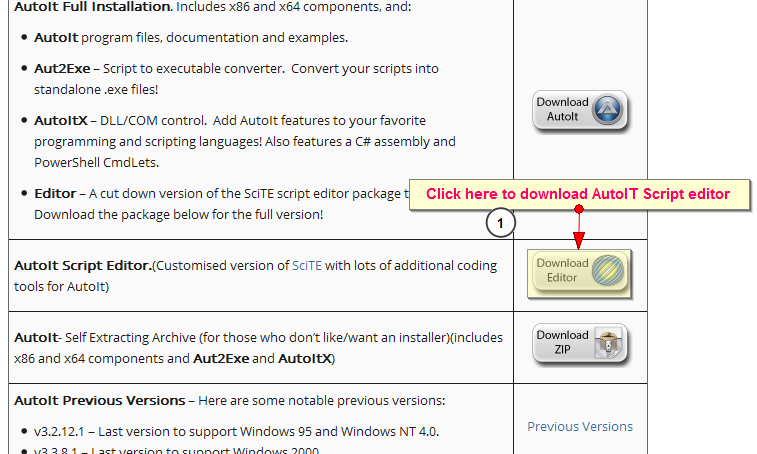 AutoIt Full Installation. Includes x86 and x64 components, and:
AutoIt program files, documentation and examples.
Aut2Exe – Script to executable converter. Convert your scripts into
standalone .exe files!
AutoItX – DLL/COM control. Add AutoIt features to your favorite
programming and scripting languages! Also features a C# assembly and
PowerShell CmdLets.
Download
AutoIt
Editor – A cut down version of the SciTE script editor package
Download the package below for the full version!
Click here to download AutoIT Script editor
1
AutoIt Script Editor.(Customised version of SciTE with lots of additional coding
tools for AutoIt)
Download
Editor
AutoIt- Self Extracting Archive (for those who don’t like/want an installer)(includes
x86 and x64 components and Aut2Exe and AutoItX)
Download
ZIP
AutoIt Previous Versions – Here are some notable previous versions:
v3.2.12.1 – Last version to support Windows 95 and Windows NT 4.0.
v3.3.8.1 – Last version to support Windows 2000.
Previous Versions